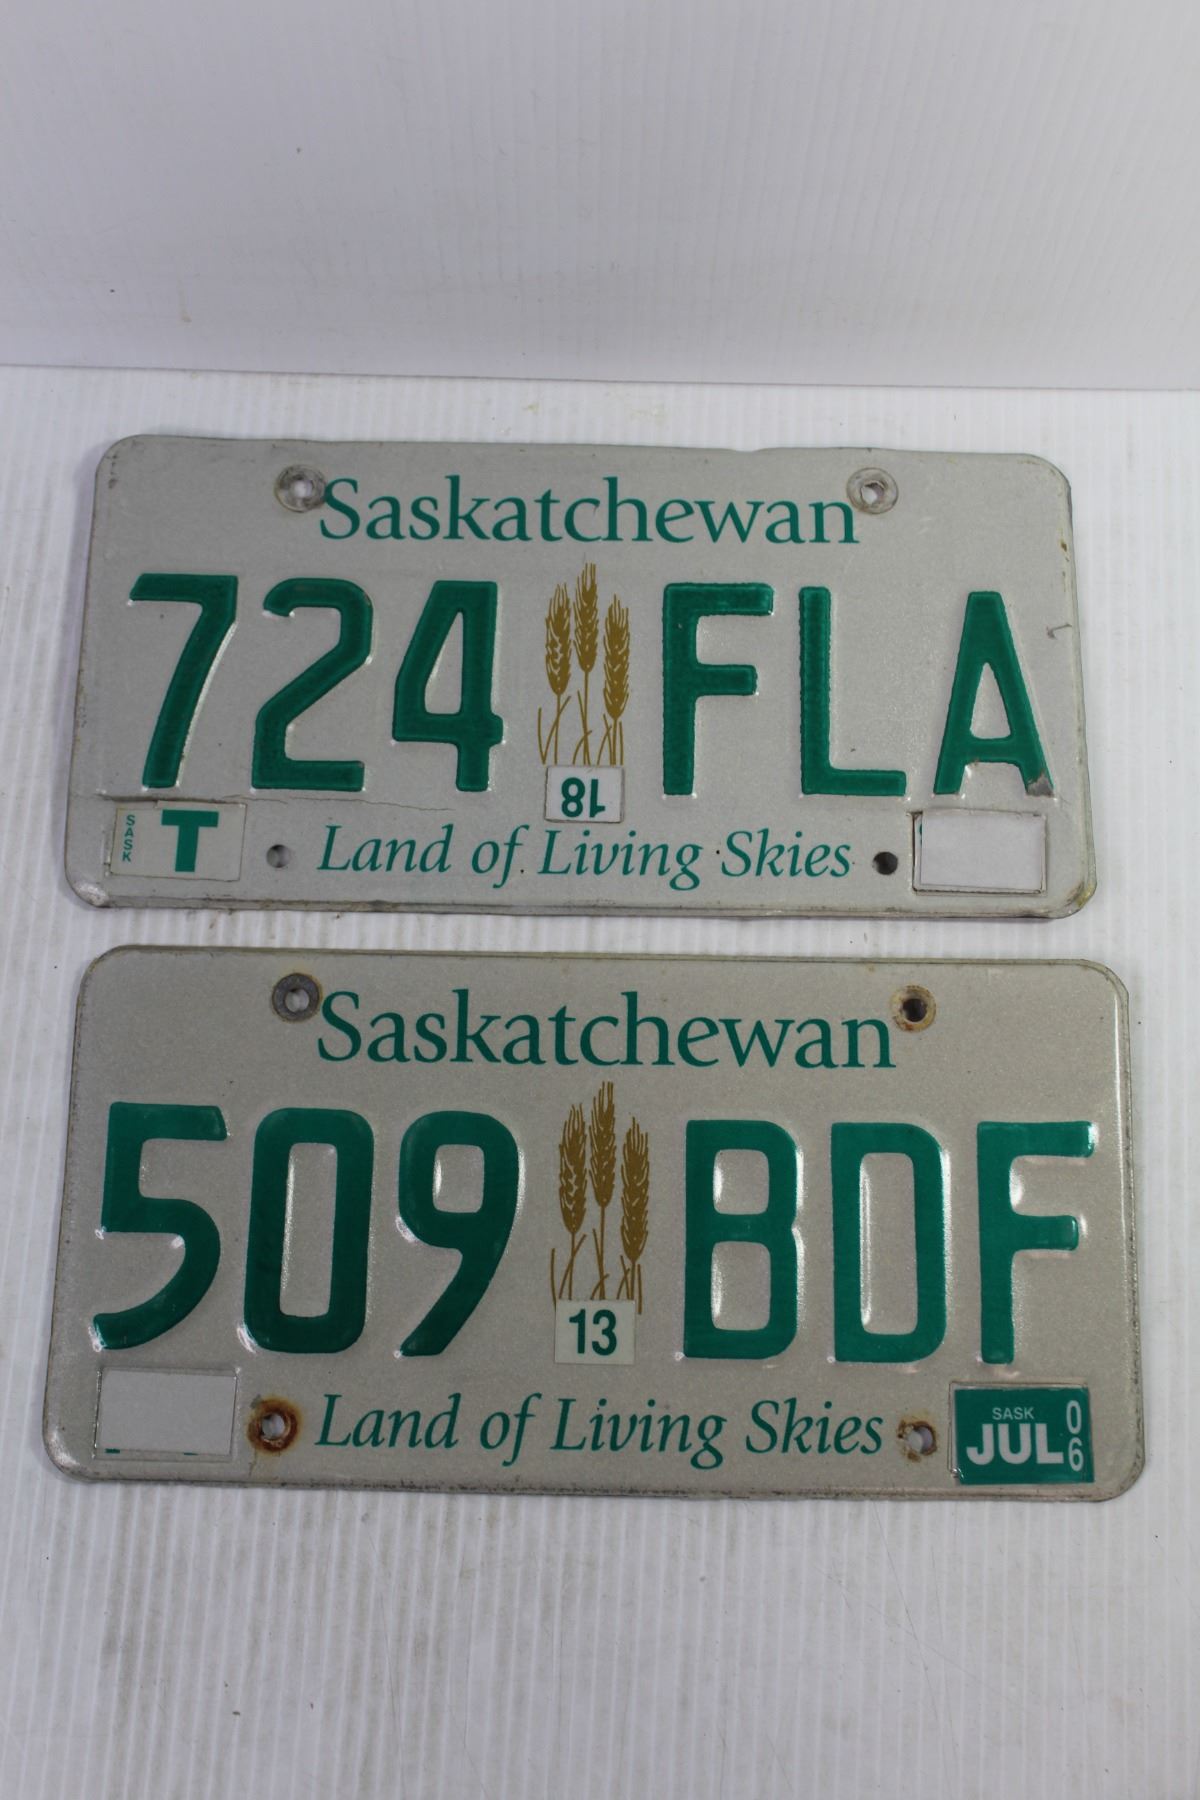 Saskatchewan
724 FLA
18
SASK T
Land of Living Skies
Saskatchewan
509 BDF
13
Land of Living Skies
SASK
JUL 06